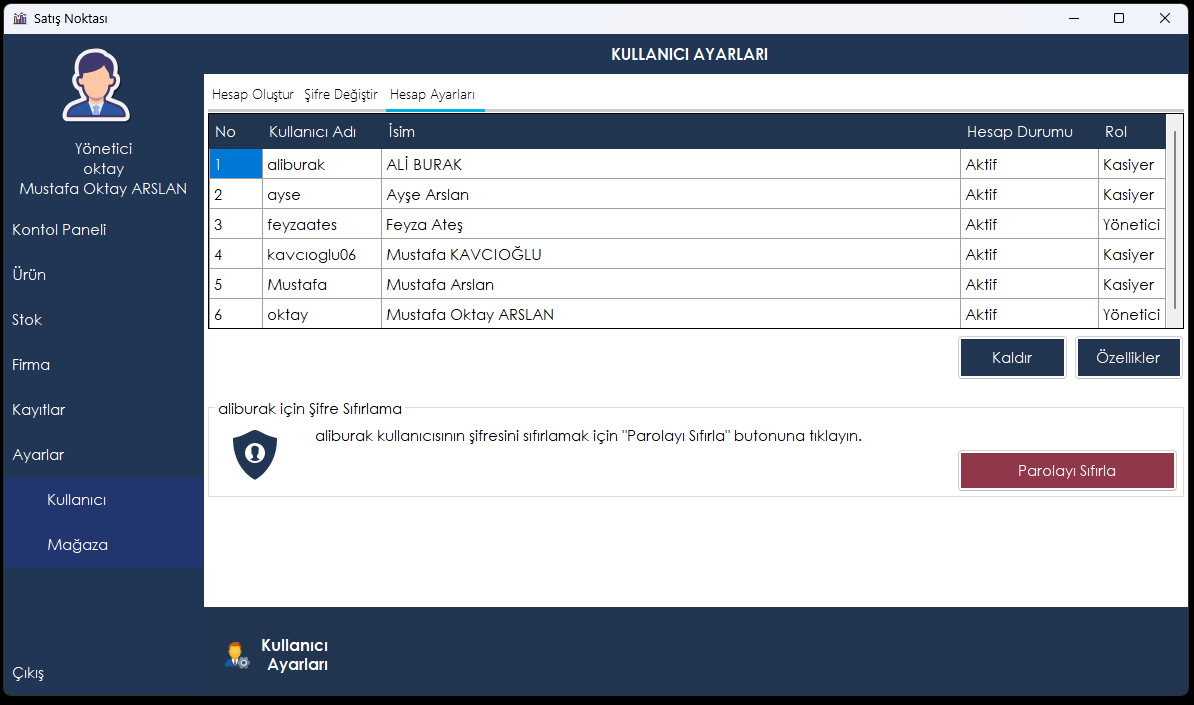 Satış Noktası
KULLANICI AYARLARI
Yönetici
oktay
Mustafa Oktay ARSLAN
Kontol Paneli
Ürün
Stok
Firma
Kayıtlar
Ayarlar
Kullanıcı
Mağaza
Çıkış
Hesap Oluştur Şifre Değiştir Hesap Ayarları
No Kullanıcı Adı İsim Hesap Durumu Rol
1 aliburak ALİ BURAK Aktif Kasiyer
2 ayse Ayşe Arslan Aktif Kasiyer
3 feyzaates Feyza Ateş Aktif Yönetici
4 kavcıoglu06 Mustafa KAVCIOĞLU Aktif Kasiyer
5 Mustafa Mustafa Arslan Aktif Kasiyer
6 oktay Mustafa Oktay ARSLAN Aktif Yönetici
Kaldır Özellikler
aliburak için Şifre Sıfırlama
aliburak kullanıcısının şifresini sıfırlamak için "Parolayı Sıfırla" butonuna tıklayın.
Parolayı Sıfırla
Kullanıcı
Ayarları